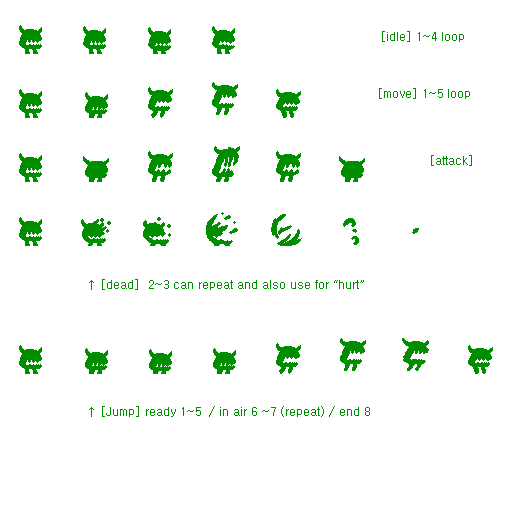 [idle] 1~4 loop
[move] 1~5 loop
[attack]
↑ [dead] 2~3 can repeat and also use for "hurt"
↑ [Jump] ready 1~5 / in air 6 ~7 (repeat) / end 8